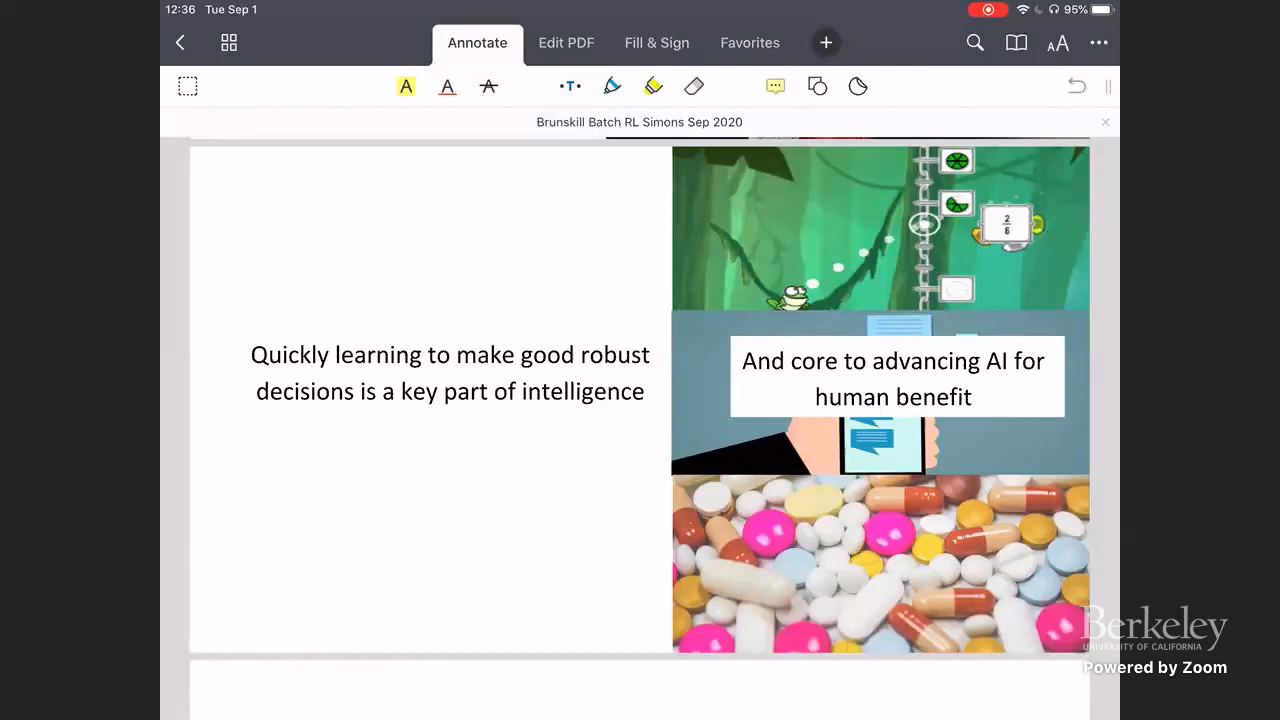 12:36 Tue Sep 1
95%
Annotate Edit PDF Fill & Sign Favorites
A A A T
AA
Brunskill Batch RL Simons Sep 2020
2
6
Quickly learning to make good robust
decisions is a key part of intelligence
And core to advancing AI for
human benefit
Berkeley
UNIVERSITY OF CALIFORNIA
Powered by Zoom